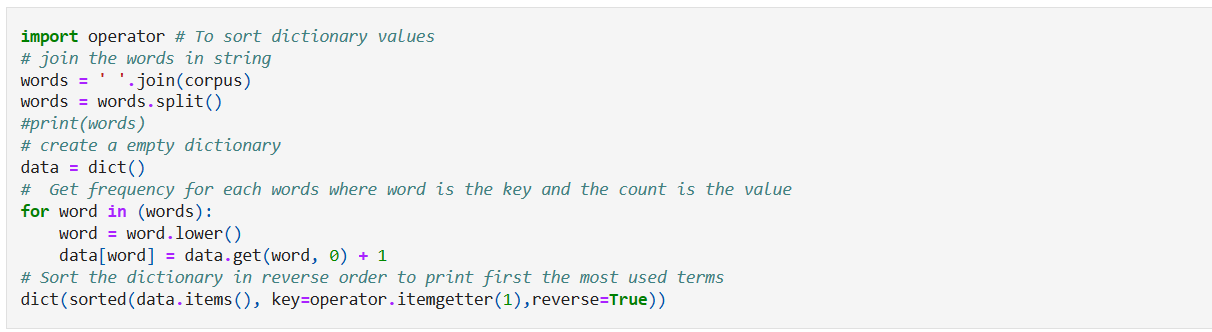 import operator # To sort dictionary values
# join the words in string
words = ' '.join(corpus)
words = words.split()
#print(words)
# create a empty dictionary
data = dict()
#  Get frequency for each words where word is the key and the count is the value
for word in (words):
    word = word.lower()
    data[word] = data.get(word, 0) + 1
# Sort the dictionary in reverse order to print first the most used terms
dict(sorted(data.items(), key=operator.itemgetter(1),reverse=True))